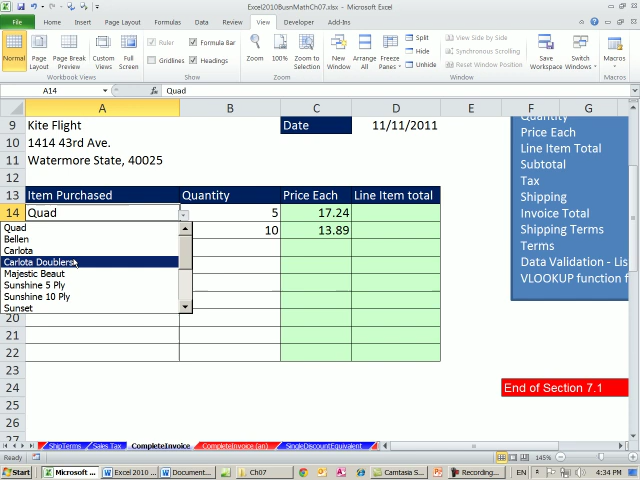 Excel2010BusnMathCh07.xlsx - Microsoft Excel
File
Home
Insert
Page Layout
Formulas
Data
Review
View
Developer
Add-Ins
Normal
Page Layout
Page Break Preview
Custom Views
Full Screen
Workbook Views
Ruler
Formula Bar
Gridlines
Headings
Show
Zoom
100%
Zoom to Selection
Zoom
New Window
Arrange All
Freeze Panes
Split
Hide
Unhide
View Side by Side
Synchronous Scrolling
Reset Window Position
Window
Save Workspace
Switch Windows
Macros
Macros
A14
Quad
A B C D E F G
9 Kite Flight Date 11/11/2011
10 1414 43rd Ave.
11 Watermore State, 40025
12
13 Item Purchased Quantity Price Each Line Item total
14 Quad 5 17.24
10 13.89
Quad
Bellen
Carlota
Carlota Doublers
Majestic Beaut
Sunshine 5 Ply
Sunshine 10 Ply
Sunset
20
21
22
23
24
25
26
27
Quantity
Price Each
Line Item Total
Subtotal
Tax
Shipping
Invoice Total
Shipping Terms
Terms
Data Validation - Lis
VLOOKUP function f
End of Section 7.1
ShipTerms
Sales Tax
CompleteInvoice
CompleteInvoice (an)
SingleDiscountEquivalent
Ready
145%
Start
Microsoft ...
Excel 2010 ...
Document...
Ch07
Camtasia S...
Recording...
EN
4:34 PM